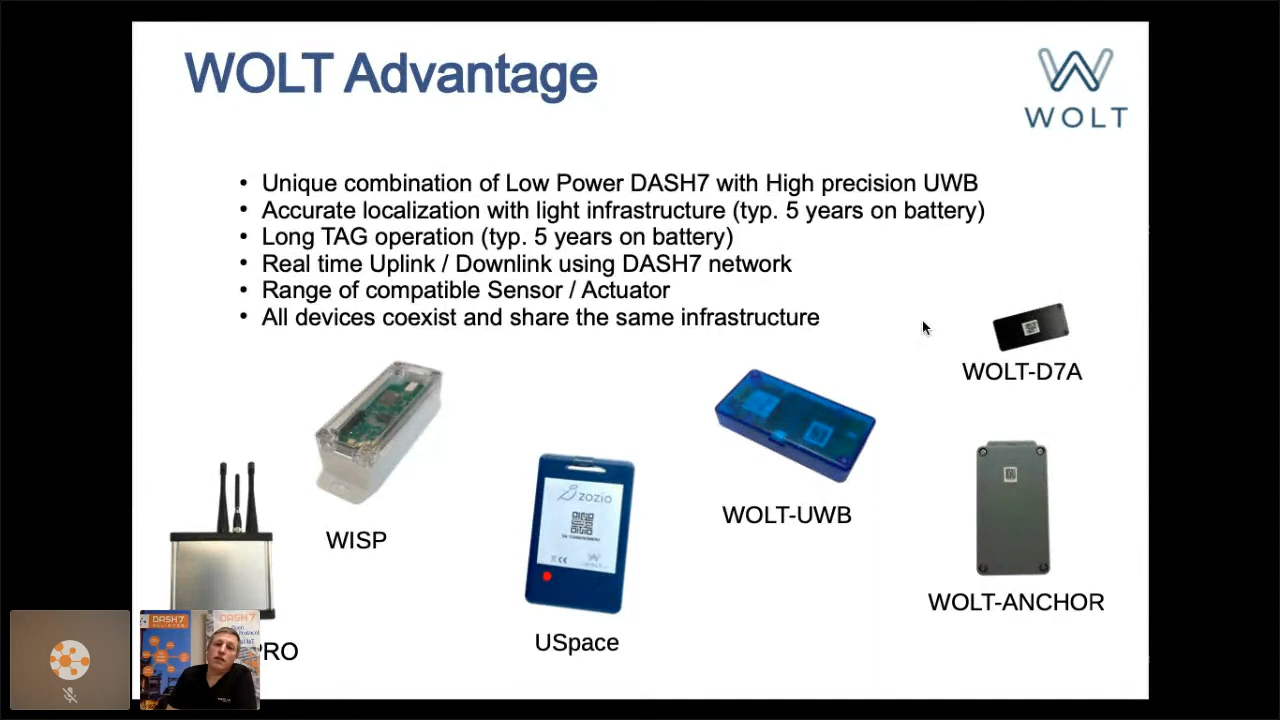 WOLT Advantage
WOLT
• Unique combination of Low Power DASH7 with High precision UWB
• Accurate localization with light infrastructure (typ. 5 years on battery)
• Long TAG operation (typ. 5 years on battery)
• Real time Uplink / Downlink using DASH7 network
• Range of compatible Sensor / Actuator
• All devices coexist and share the same infrastructure
WOLT-D7A
zozio
WOLT-UWB
WISP
WOLT-ANCHOR
USpace
PRO
DASH7
ALLIANCE
DASH7